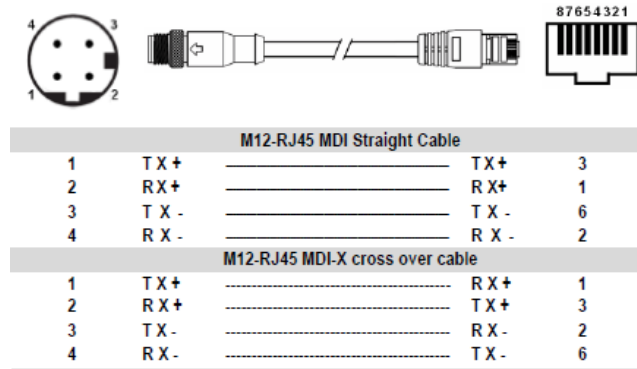 87654321
4 3
1 2
M12-RJ45 MDI Straight Cable
1 TX+ TX+ 3
2 RX+ RX+ 1
3 TX - TX - 6
4 RX - RX - 2
M12-RJ45 MDI-X cross over cable
1 TX+ RX+ 1
2 RX+ TX+ 3
3 TX - RX - 2
4 RX - TX - 6